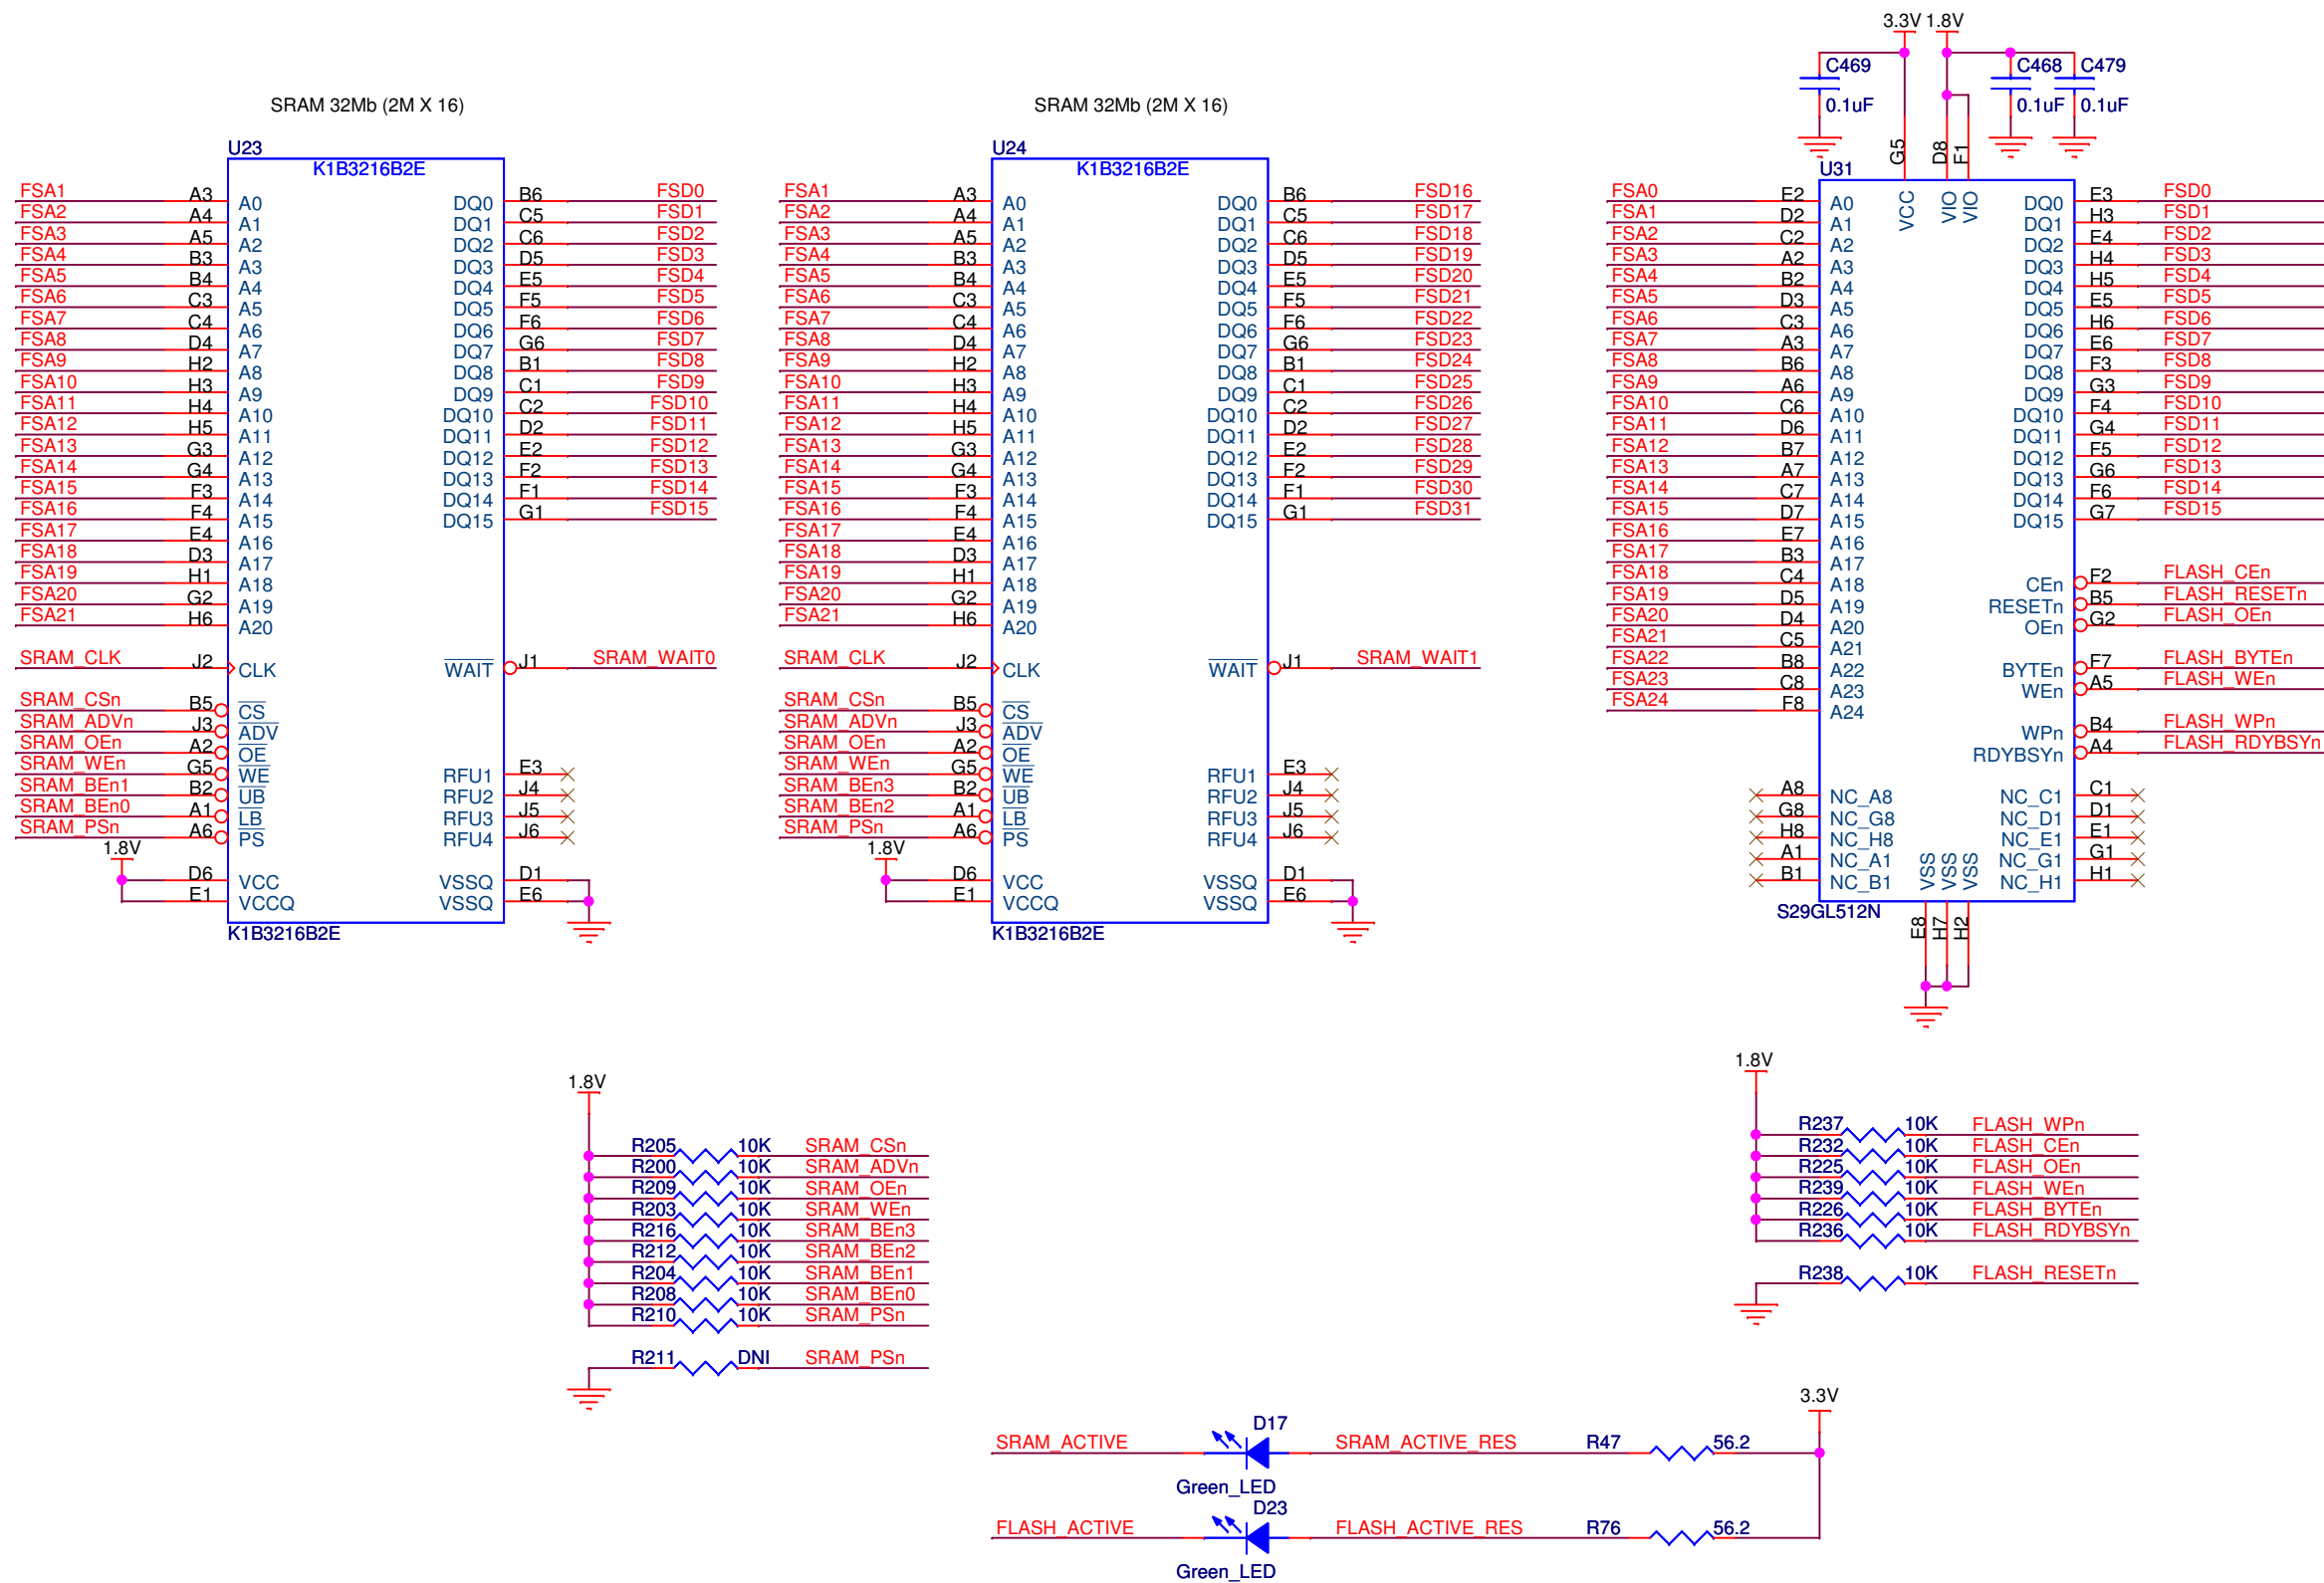 3.3V 1.8V
C469 C468 C479
0.1uF 0.1uF 0.1uF
SRAM 32Mb (2M X 16) SRAM 32Mb (2M X 16)
U23
K1B3216B2E
FSA1 A3 A0 DQ0 B6 FSD0
FSA2 A4 A1 DQ1 C5 FSD1
FSA3 A5 A2 DQ2 C6 FSD2
FSA4 B3 A3 DQ3 D5 FSD3
FSA5 B4 A4 DQ4 E5 FSD4
FSA6 C3 A5 DQ5 F5 FSD5
FSA7 C4 A6 DQ6 F6 FSD6
FSA8 D4 A7 DQ7 G6 FSD7
FSA9 H2 A8 DQ8 B1 FSD8
FSA10 H3 A9 DQ9 C1 FSD9
FSA11 H4 A10 DQ10 C2 FSD10
FSA12 H5 A11 DQ11 D2 FSD11
FSA13 G3 A12 DQ12 E2 FSD12
FSA14 G4 A13 DQ13 F2 FSD13
FSA15 F3 A14 DQ14 F1 FSD14
FSA16 F4 A15 DQ15 G1 FSD15
FSA17 E4 A16
FSA18 D3 A17
FSA19 H1 A18
FSA20 G2 A19
FSA21 H6 A20
SRAM_CLK J2 CLK WAIT J1 SRAM_WAIT0
SRAM_CSn B5 CS
SRAM_ADVn J3 ADV
SRAM_OEn A2 OE
SRAM_WEn G5 WE RFU1 E3
SRAM_BEn1 B2 UB RFU2 J4
SRAM_BEn0 A1 LB RFU3 J5
SRAM_PSn A6 PS RFU4 J6
1.8V
D6 VCC VSSQ D1
E1 VCCQ VSSQ E6
K1B3216B2E
U24
K1B3216B2E
FSA1 A3 A0 DQ0 B6 FSD16
FSA2 A4 A1 DQ1 C5 FSD17
FSA3 A5 A2 DQ2 C6 FSD18
FSA4 B3 A3 DQ3 D5 FSD19
FSA5 B4 A4 DQ4 E5 FSD20
FSA6 C3 A5 DQ5 F5 FSD21
FSA7 C4 A6 DQ6 F6 FSD22
FSA8 D4 A7 DQ7 G6 FSD23
FSA9 H2 A8 DQ8 B1 FSD24
FSA10 H3 A9 DQ9 C1 FSD25
FSA11 H4 A10 DQ10 C2 FSD26
FSA12 H5 A11 DQ11 D2 FSD27
FSA13 G3 A12 DQ12 E2 FSD28
FSA14 G4 A13 DQ13 F2 FSD29
FSA15 F3 A14 DQ14 F1 FSD30
FSA16 F4 A15 DQ15 G1 FSD31
FSA17 E4 A16
FSA18 D3 A17
FSA19 H1 A18
FSA20 G2 A19
FSA21 H6 A20
SRAM_CLK J2 CLK WAIT J1 SRAM_WAIT1
SRAM_CSn B5 CS
SRAM_ADVn J3 ADV
SRAM_OEn A2 OE
SRAM_WEn G5 WE RFU1 E3
SRAM_BEn3 B2 UB RFU2 J4
SRAM_BEn2 A1 LB RFU3 J5
SRAM_PSn A6 PS RFU4 J6
1.8V
D6 VCC VSSQ D1
E1 VCCQ VSSQ E6
K1B3216B2E
G5 D8 F1
U31
VCC VIO VIO
FSA0 E2 A0 DQ0 E3 FSD0
FSA1 D2 A1 DQ1 H3 FSD1
FSA2 C2 A2 DQ2 E4 FSD2
FSA3 A2 A3 DQ3 H4 FSD3
FSA4 B2 A4 DQ4 H5 FSD4
FSA5 D3 A5 DQ5 E5 FSD5
FSA6 C3 A6 DQ6 H6 FSD6
FSA7 A3 A7 DQ7 E6 FSD7
FSA8 B6 A8 DQ8 F3 FSD8
FSA9 A6 A9 DQ9 G3 FSD9
FSA10 C6 A10 DQ10 F4 FSD10
FSA11 D6 A11 DQ11 G4 FSD11
FSA12 B7 A12 DQ12 F5 FSD12
FSA13 A7 A13 DQ13 G6 FSD13
FSA14 C7 A14 DQ14 F6 FSD14
FSA15 D7 A15 DQ15 G7 FSD15
FSA16 E7 A16
FSA17 B3 A17
FSA18 C4 A18 CEn F2 FLASH_CEn
FSA19 D5 A19 RESETn B5 FLASH_RESETn
FSA20 D4 A20 OEn G2 FLASH_OEn
FSA21 C5 A21
FSA22 B8 A22 BYTEn F7 FLASH_BYTEn
FSA23 C8 A23 WEn A5 FLASH_WEn
FSA24 F8 A24
WPn B4 FLASH_WPn
RDYBSYn A4 FLASH_RDYBSYn
A8 NC_A8 NC_C1 C1
G8 NC_G8 NC_D1 D1
H8 NC_H8 NC_E1 E1
A1 NC_A1 NC_G1 G1
B1 NC_B1 NC_H1 H1
VSS VSS VSS
S29GL512N
E8 H7 H2
1.8V
R205 10K SRAM_CSn
R200 10K SRAM_ADVn
R209 10K SRAM_OEn
R203 10K SRAM_WEn
R216 10K SRAM_BEn3
R212 10K SRAM_BEn2
R204 10K SRAM_BEn1
R208 10K SRAM_BEn0
R210 10K SRAM_PSn
R211 DNI SRAM_PSn
1.8V
R237 10K FLASH_WPn
R232 10K FLASH_CEn
R225 10K FLASH_OEn
R239 10K FLASH_WEn
R226 10K FLASH_BYTEn
R236 10K FLASH_RDYBSYn
R238 10K FLASH_RESETn
3.3V
D17
SRAM_ACTIVE SRAM_ACTIVE_RES R47 56.2
Green_LED
D23
FLASH_ACTIVE FLASH_ACTIVE_RES R76 56.2
Green_LED